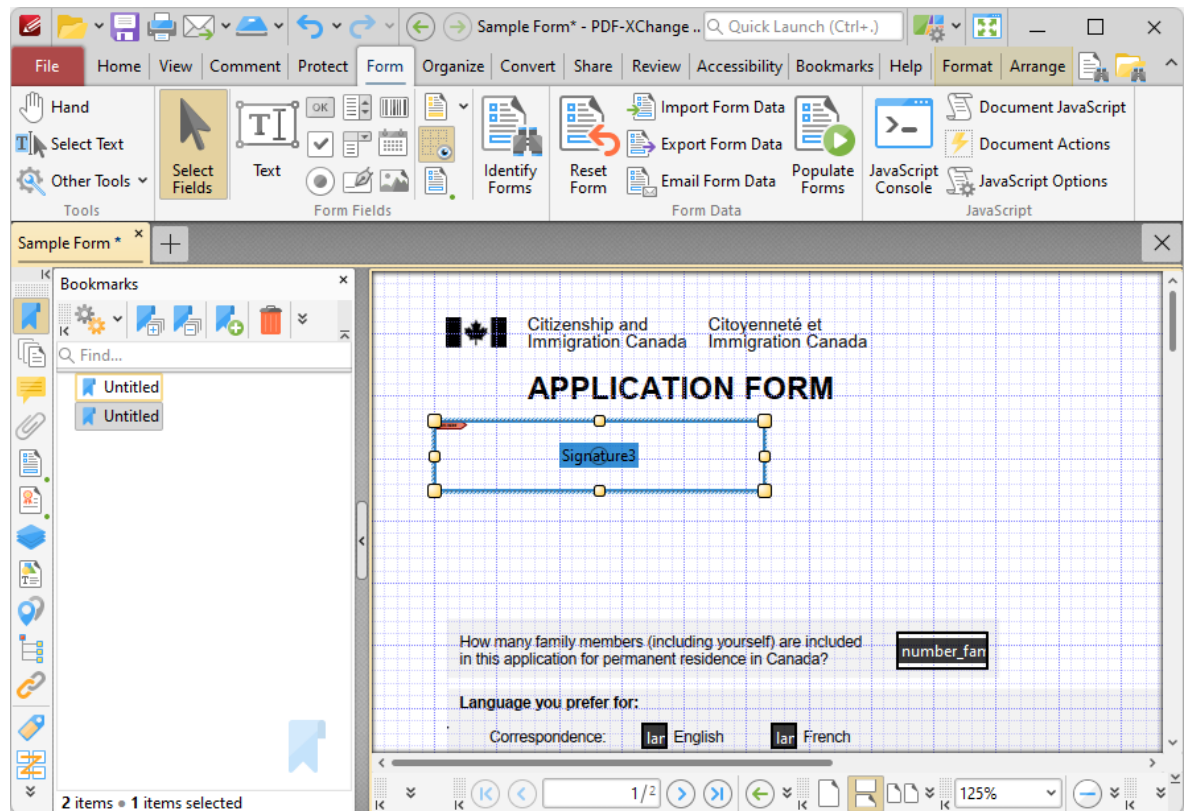 Sample Form* - PDF-XChange ..
Quick Launch (Ctrl+.)
File Home View Comment Protect Form Organize Convert Share Review Accessibility Bookmarks Help Format Arrange
Hand
Select Text
Other Tools
Tools
Select Fields
Text
OK
Form Fields
Identify Forms
Reset Form
Import Form Data
Export Form Data
Email Form Data
Populate Forms
Form Data
JavaScript Console
Document JavaScript
Document Actions
JavaScript Options
JavaScript
Sample Form *
Bookmarks
Find...
Untitled
Untitled
2 items • 1 items selected
Citizenship and
Immigration Canada
Citoyenneté et
Immigration Canada
APPLICATION FORM
Signature3
How many family members (including yourself) are included
in this application for permanent residence in Canada?
number_fam
Language you prefer for:
Correspondence: lar English lar French
1/2
125%